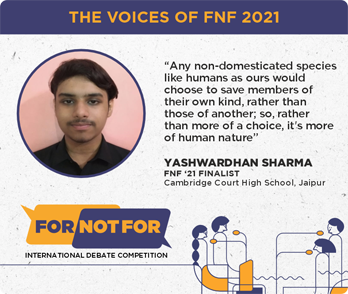 THE VOICES OF FNF 2021
“Any non-domesticated species
like humans as ours would
choose to save members of
their own kind, rather than
those of another; so, rather
than more of a choice, it’s more
of human nature”
YASHWARDHAN SHARMA
FNF ‘21 FINALIST
Cambridge Court High School, Jaipur
FOR NOT FOR
INTERNATIONAL DEBATE COMPETITION